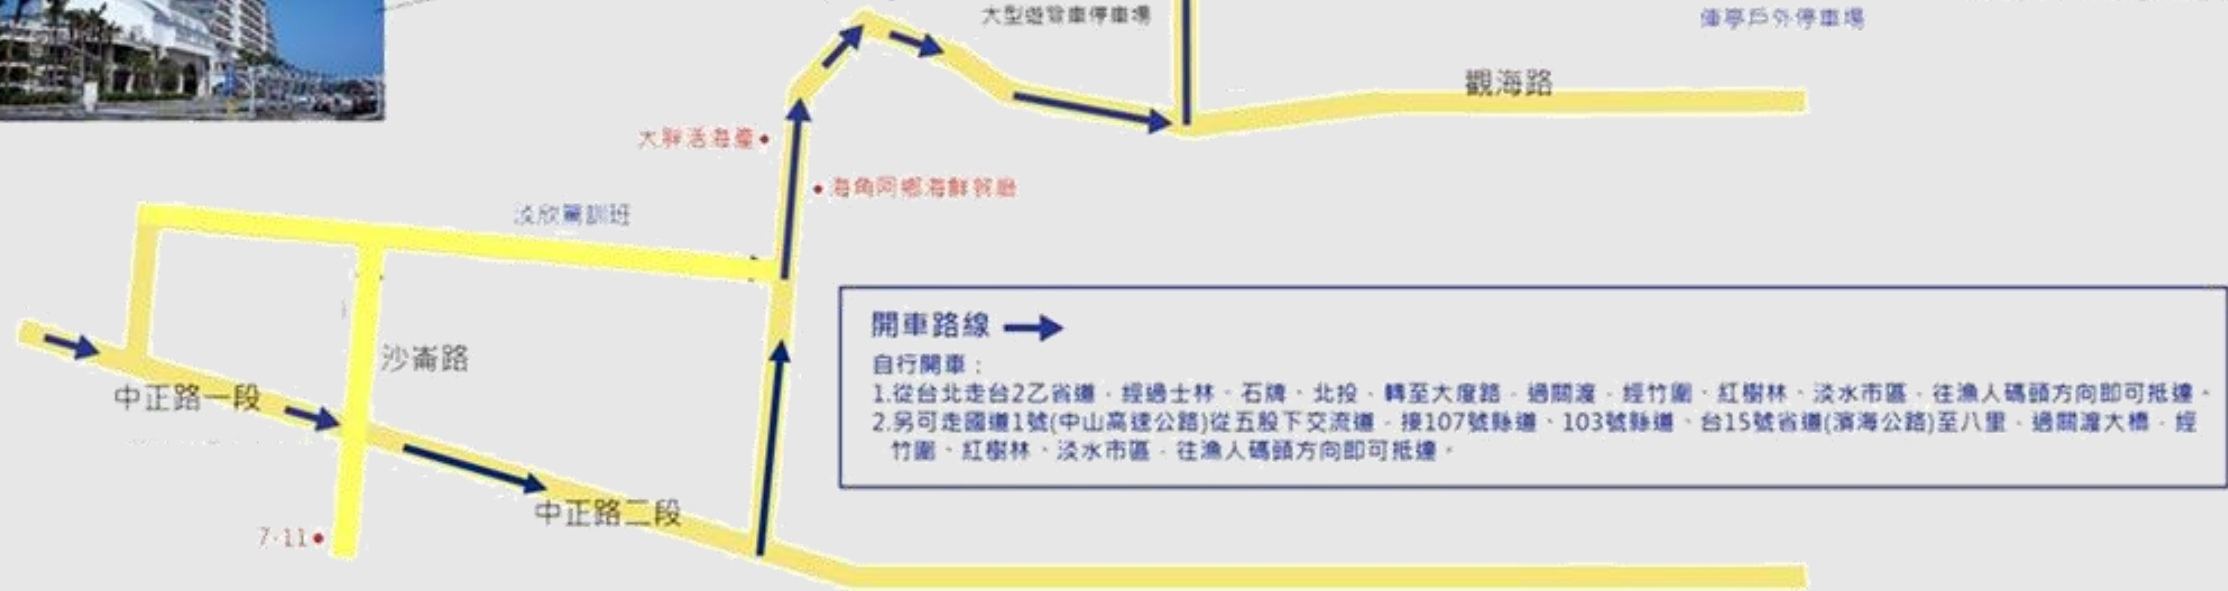 大型遊覽車停車場
停車場
觀海路
大胖活海產
海角阿鄉海鮮餐廳
淡欣駕訓班
開車路線
沙崙路
自行開車：
中正路一段
1.從台北走台2乙省道，經過士林、石牌、北投、轉至大度路，過關渡，經竹圍、紅樹林、淡水市區，往漁人碼頭方向即可抵達。
2.另可走國道1號(中山高速公路)從五股下交流道，接107號縣道、103號縣道、台15號省道(濱海公路)至八里，過關渡大橋，經
竹圍、紅樹林、淡水市區，往漁人碼頭方向即可抵達。
中正路二段
7-11